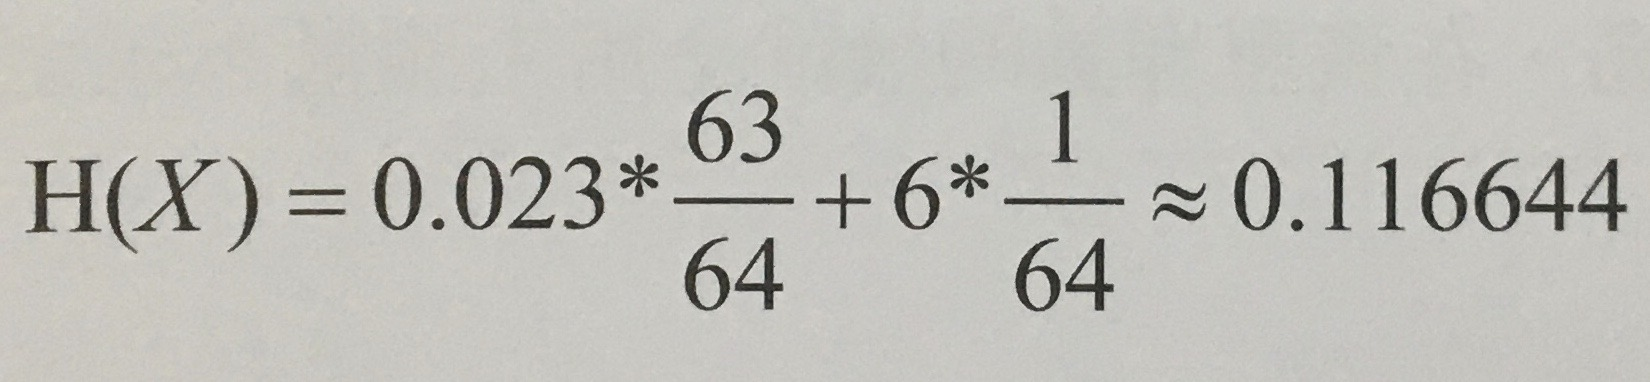 H(X) = 0.023*63/64 + 6*1/64 ≈ 0.116644